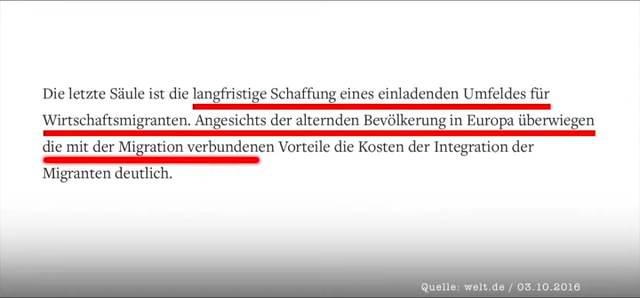 Die letzte Säule ist die langfristige Schaffung eines einladenden Umfeldes für
Wirtschaftsmigranten. Angesichts der alternden Bevölkerung in Europa überwiegen
die mit der Migration verbundenen Vorteile die Kosten der Integration der
Migranten deutlich.
Quelle: welt.de / 03.10.2016